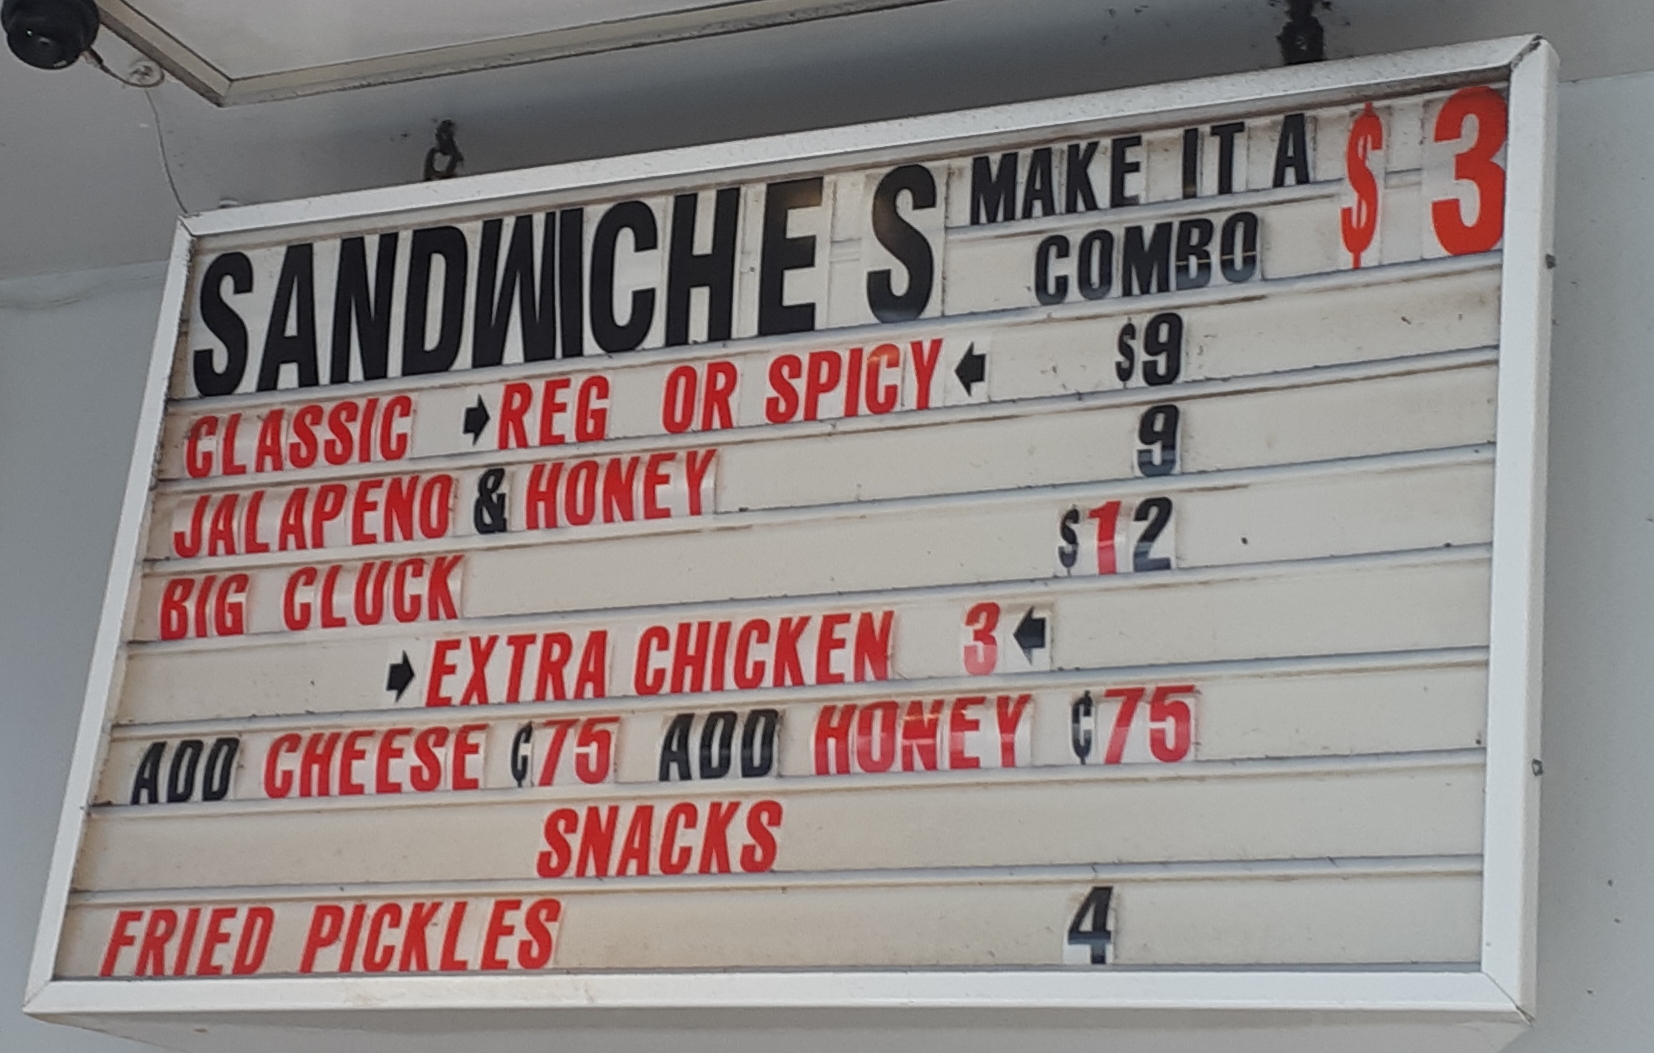 SANDWICHES MAKE IT A COMBO $3
CLASSIC ➡REG OR SPICY⬅ $9
JALAPENO & HONEY 9
BIG CLUCK $12
➡EXTRA CHICKEN 3⬅
ADD CHEESE ¢75 ADD HONEY ¢75
SNACKS
FRIED PICKLES 4